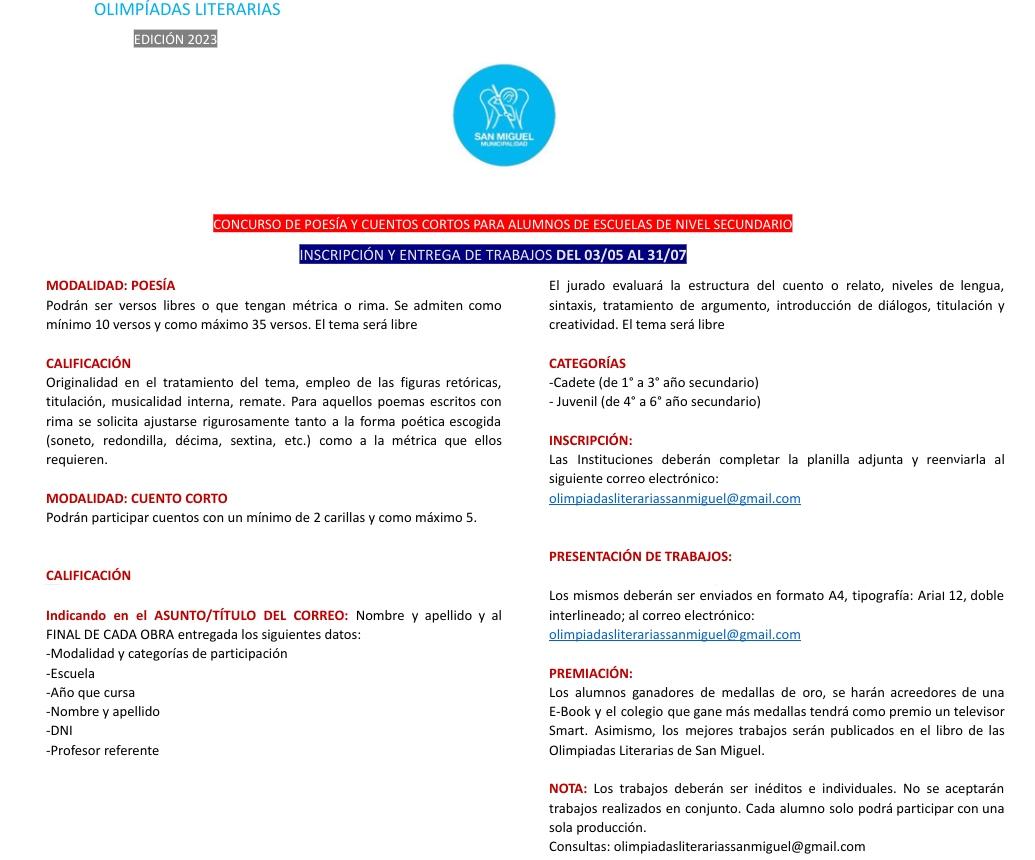 OLIMPÍADAS LITERARIAS
EDICIÓN 2023
SAN MIGUEL
MUNICIPALIDAD
CONCURSO DE POESÍA Y CUENTOS CORTOS PARA ALUMNOS DE ESCUELAS DE NIVEL SECUNDARIO
INSCRIPCIÓN Y ENTREGA DE TRABAJOS DEL 03/05 AL 31/07
MODALIDAD: POESÍA
Podrán ser versos libres o que tengan métrica o rima. Se admiten como
mínimo 10 versos y como máximo 35 versos. El tema será libre
CALIFICACIÓN
Originalidad en el tratamiento del tema, empleo de las figuras retóricas,
titulación, musicalidad interna, remate. Para aquellos poemas escritos con
rima se solicita ajustarse rigurosamente tanto a la forma poética escogida
(soneto, redondilla, décima, sextina, etc.) como a la métrica que ellos
requieren.
MODALIDAD: CUENTO CORTO
Podrán participar cuentos con un mínimo de 2 carillas y como máximo 5.
CALIFICACIÓN
Indicando en el ASUNTO/TÍTULO DEL CORREO: Nombre y apellido y al
FINAL DE CADA OBRA entregada los siguientes datos:
-Modalidad y categorías de participación
-Escuela
-Año que cursa
-Nombre y apellido
-DNI
-Profesor referente
El jurado evaluará la estructura del cuento o relato, niveles de lengua,
sintaxis, tratamiento de argumento, introducción de diálogos, titulación y
creatividad. El tema será libre
CATEGORÍAS
-Cadete (de 1° a 3° año secundario)
- Juvenil (de 4° a 6° año secundario)
INSCRIPCIÓN:
Las Instituciones deberán completar la planilla adjunta y reenviarla al
siguiente correo electrónico:
olimpiadasliterariassanmiguel@gmail.com
PRESENTACIÓN DE TRABAJOS:
Los mismos deberán ser enviados en formato A4, tipografía: Arial 12, doble
interlineado; al correo electrónico:
olimpiadasliterariassanmiguel@gmail.com
PREMIACIÓN:
Los alumnos ganadores de medallas de oro, se harán acreedores de una
E-Book y el colegio que gane más medallas tendrá como premio un televisor
Smart. Asimismo, los mejores trabajos serán publicados en el libro de las
Olimpiadas Literarias de San Miguel.
NOTA: Los trabajos deberán ser inéditos e individuales. No se aceptarán
trabajos realizados en conjunto. Cada alumno solo podrá participar con una
sola producción.
Consultas: olimpiadasliterariassanmiguel@gmail.com